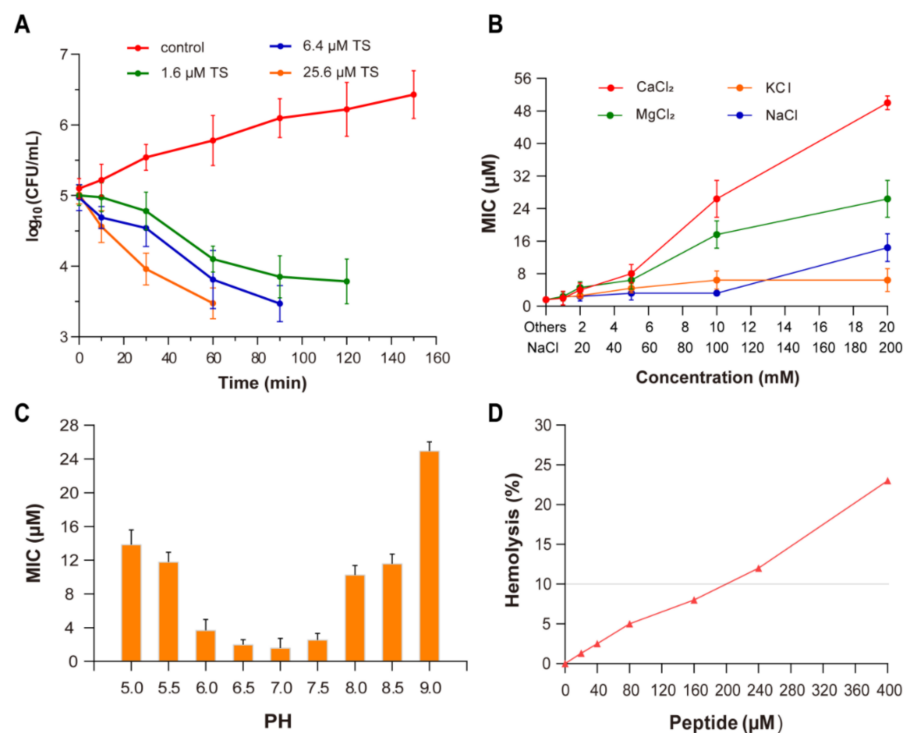 A
control
6.4 µM TS
1.6 µM TS
25.6 µM TS
7
6
5
4
3
log₁₀(CFU/mL)
0 20 40 60 80 100 120 140 160
Time (min)
B
CaCl₂
KCl
MgCl₂
NaCl
56
48
40
32
24
16
8
0
MIC (µM)
Others 2 4 6 8 10 12 14 16 18 20
NaCl 20 40 60 80 100 120 140 160 180 200
Concentration (mM)
C
28
24
20
16
12
8
4
0
MIC (µM)
5.0 5.5 6.0 6.5 7.0 7.5 8.0 8.5 9.0
PH
D
30
25
20
15
10
5
0
Hemolysis (%)
0 40 80 120 160 200 240 280 320 360 400
Peptide (µM)